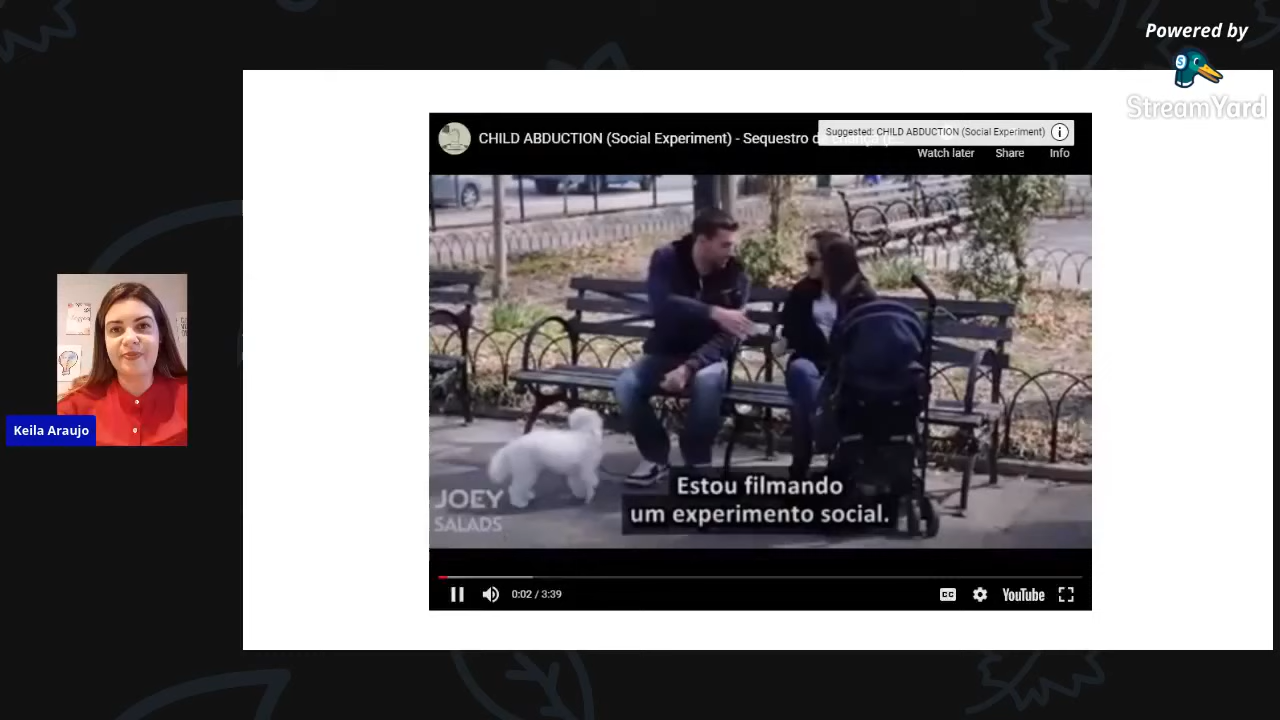 Powered by
StreamYard
CHILD ABDUCTION (Social Experiment) - Sequestro
Suggested: CHILD ABDUCTION (Social Experiment)
Watch later Share Info
Estou filmando
um experimento social.
JOEY
SALADS
0:02 / 3:39
CC
YouTube
Keila Araujo